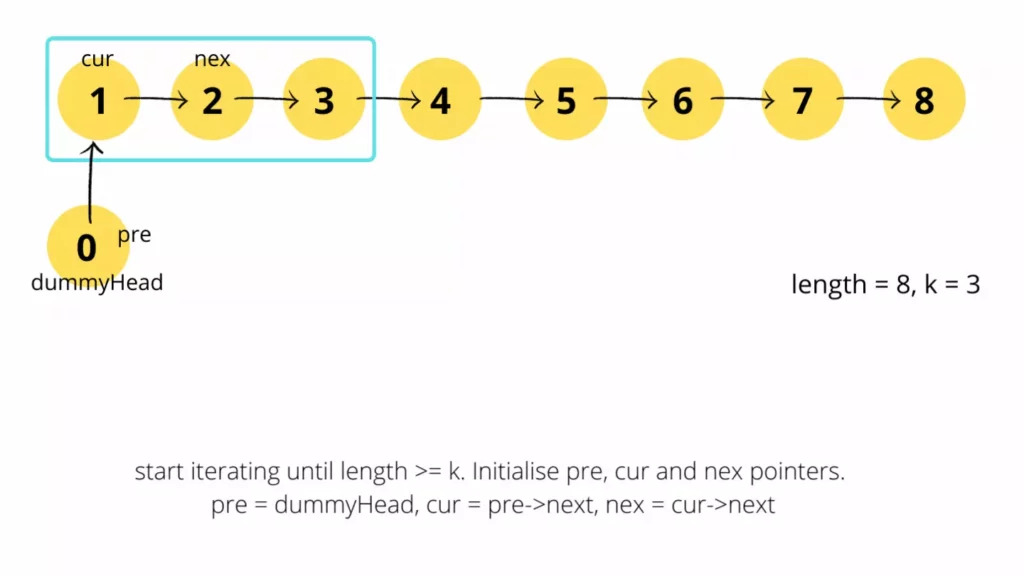 cur nex
1 2 3 4 5 6 7 8
0 pre
dummyHead
length = 8, k = 3
start iterating until length >= k. Initialise pre, cur and nex pointers.
pre = dummyHead, cur = pre->next, nex = cur->next